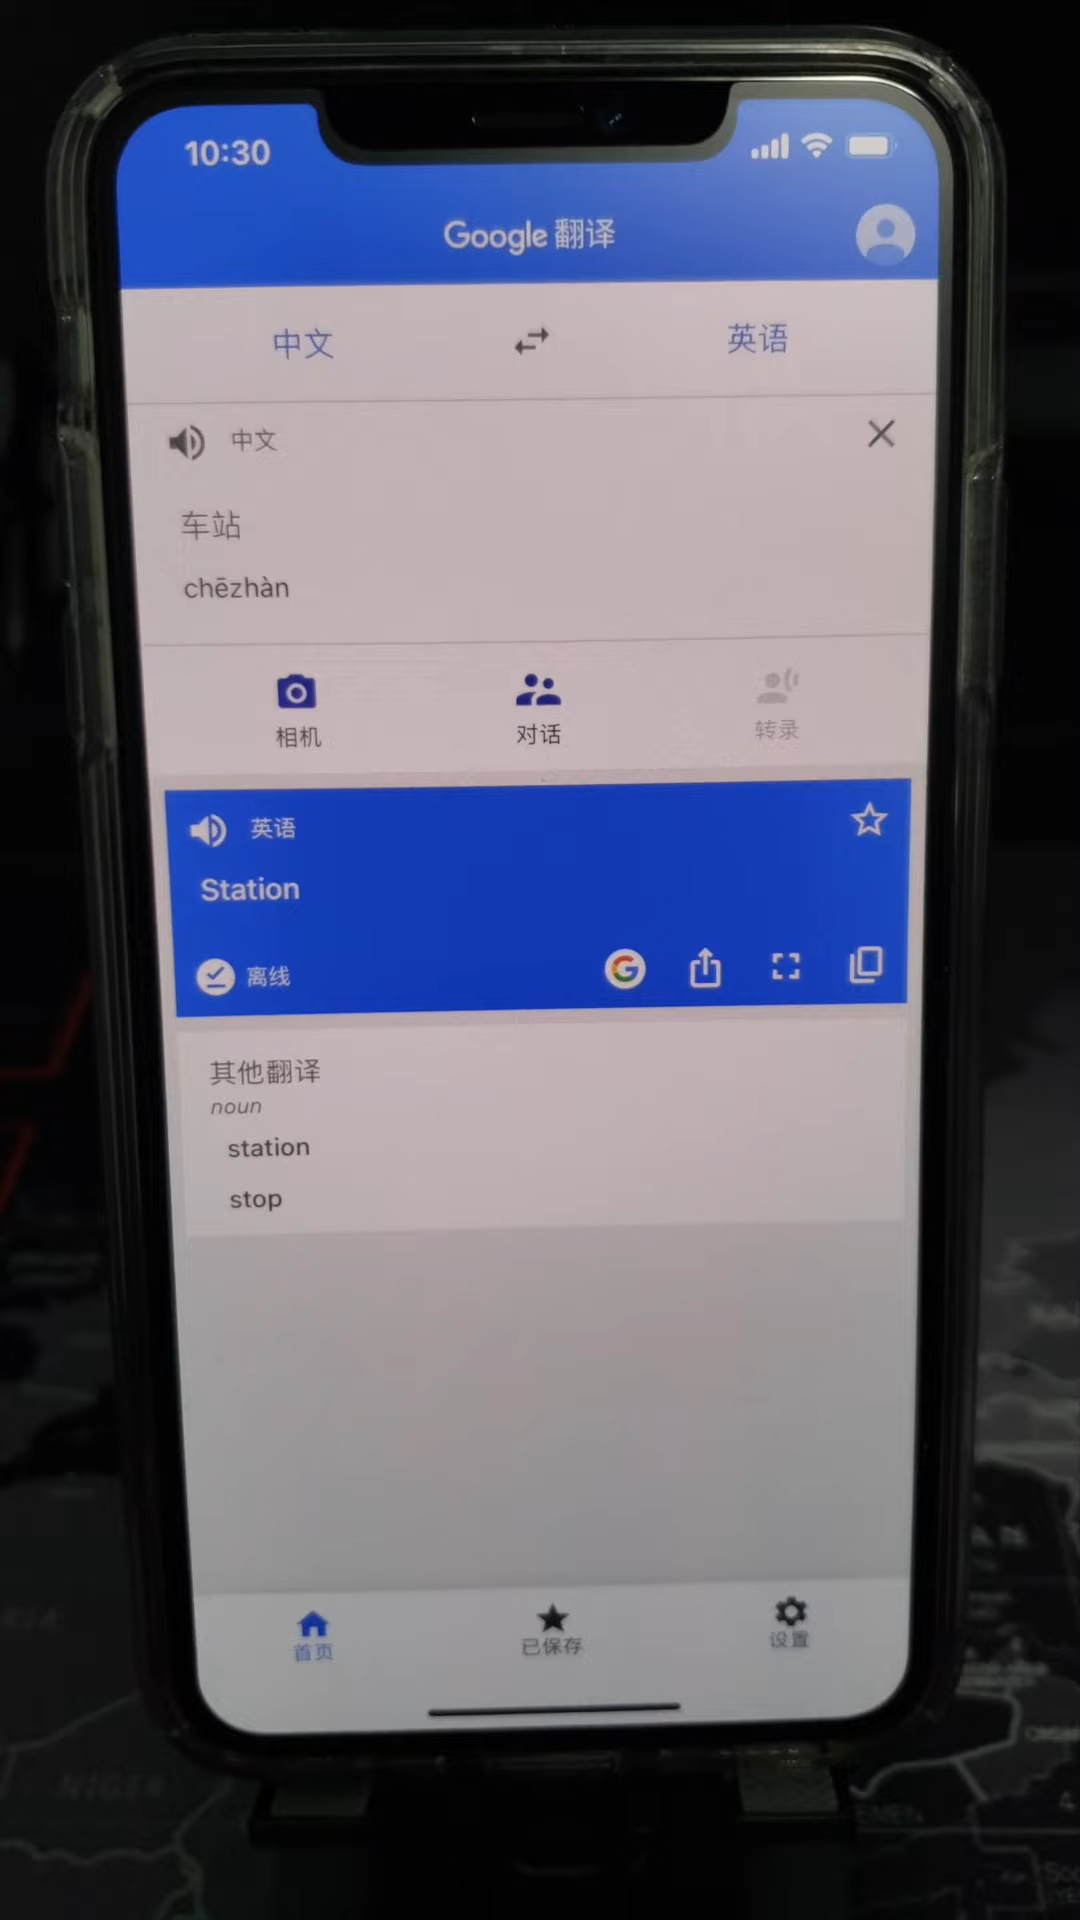 10:30
Google 翻译
中文
英语
中文
车站
chēzhàn
相机
对话
转录
英语
Station
离线
其他翻译
noun
station
stop
首页
已保存
设置
NIGER